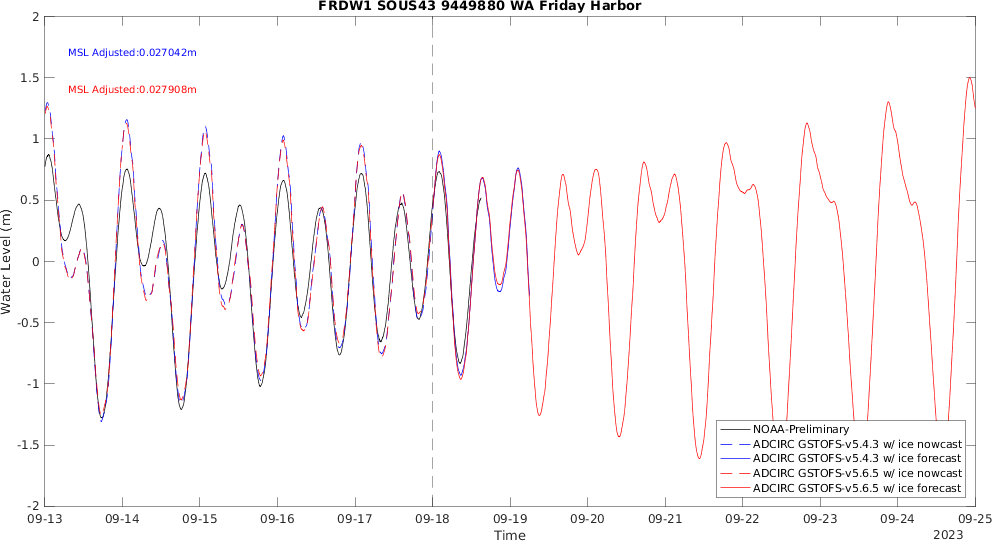 FRDW1 SOUS43 9449880 WA Friday Harbor
MSL Adjusted:0.027042m
MSL Adjusted:0.027908m
Water Level (m)
2
1.5
1
0.5
0
-0.5
-1
-1.5
-2
NOAA-Preliminary
ADCIRC GSTOFS-v5.4.3 w/ ice nowcast
ADCIRC GSTOFS-v5.4.3 w/ ice forecast
ADCIRC GSTOFS-v5.6.5 w/ ice nowcast
ADCIRC GSTOFS-v5.6.5 w/ ice forecast
09-13 09-14 09-15 09-16 09-17 09-18 09-19 09-20 09-21 09-22 09-23 09-24 09-25
2023
Time